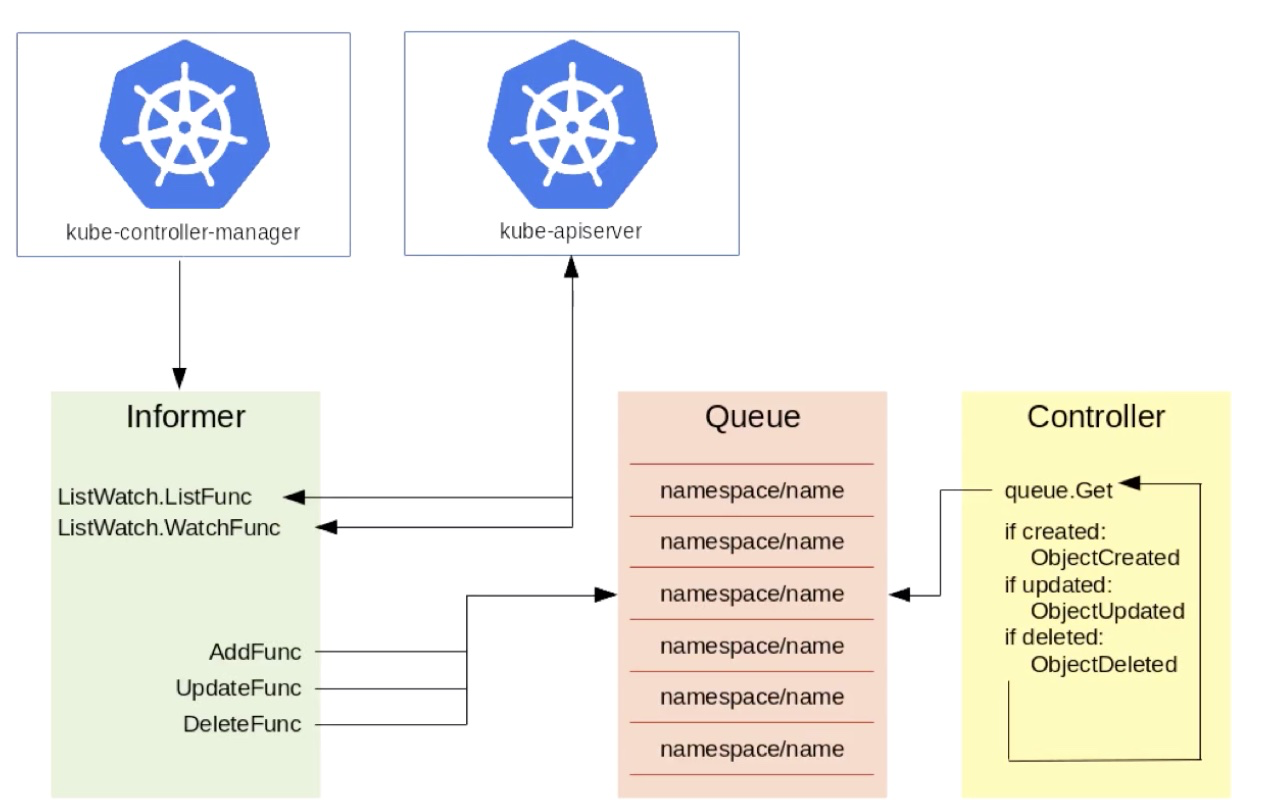 kube-controller-manager
kube-apiserver
Informer
ListWatch.ListFunc
ListWatch.WatchFunc
AddFunc
UpdateFunc
DeleteFunc
Queue
namespace/name
namespace/name
namespace/name
namespace/name
namespace/name
namespace/name
Controller
queue.Get
if created:
ObjectCreated
if updated:
ObjectUpdated
if deleted:
ObjectDeleted